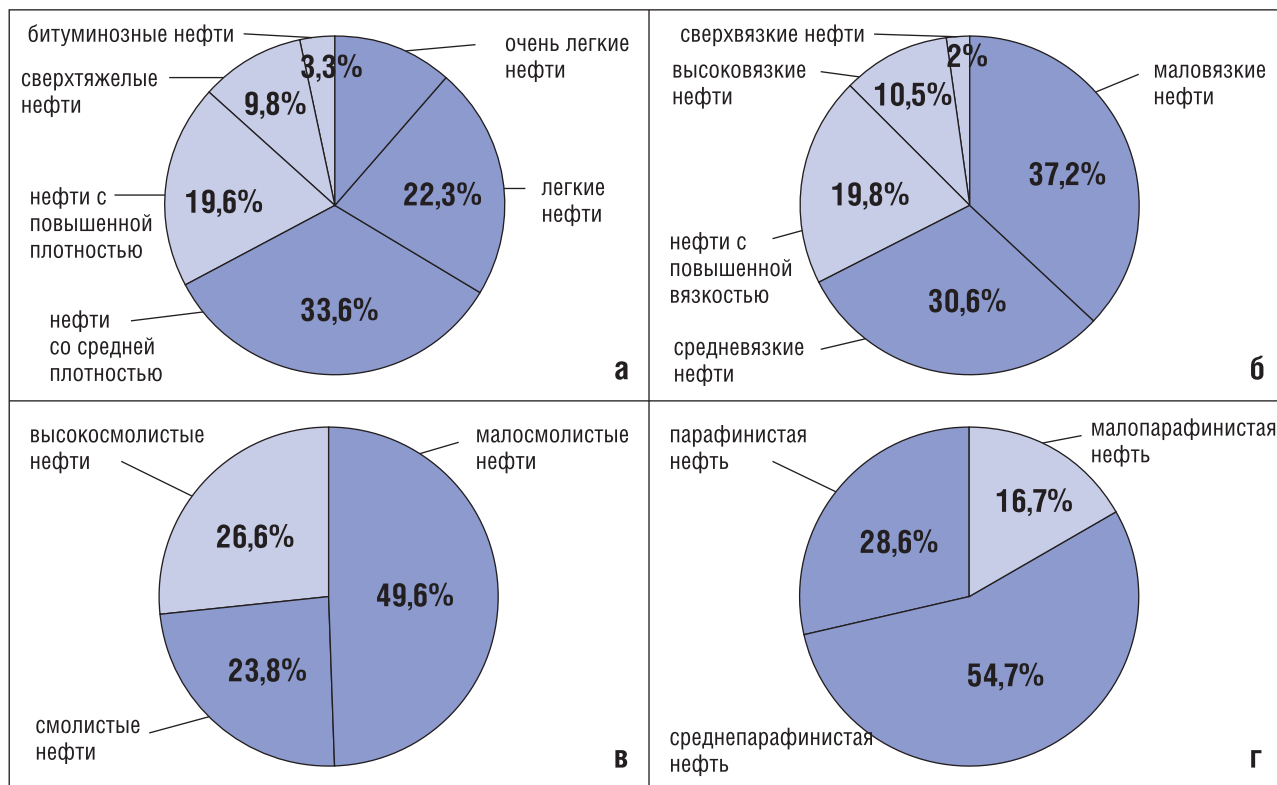 битуминозные нефти
3,3%
очень легкие
нефти
сверхтяжелые
нефти
9,8%
22,3%
легкие
нефти
нефти с
повышенной
плотностью
19,6%
33,6%
нефти
со средней
плотностью
а
сверхвязкие нефти
2%
высоковязкие
нефти
10,5%
маловязкие
нефти
37,2%
19,8%
нефти с
повышенной
вязкостью
30,6%
средневязкие
нефти
б
высокосмолистые
нефти
26,6%
малосмолистые
нефти
49,6%
23,8%
смолистые
нефти
в
парафинистая
нефть
28,6%
малопарафинистая
нефть
16,7%
54,7%
среднепарафинистая
нефть
г